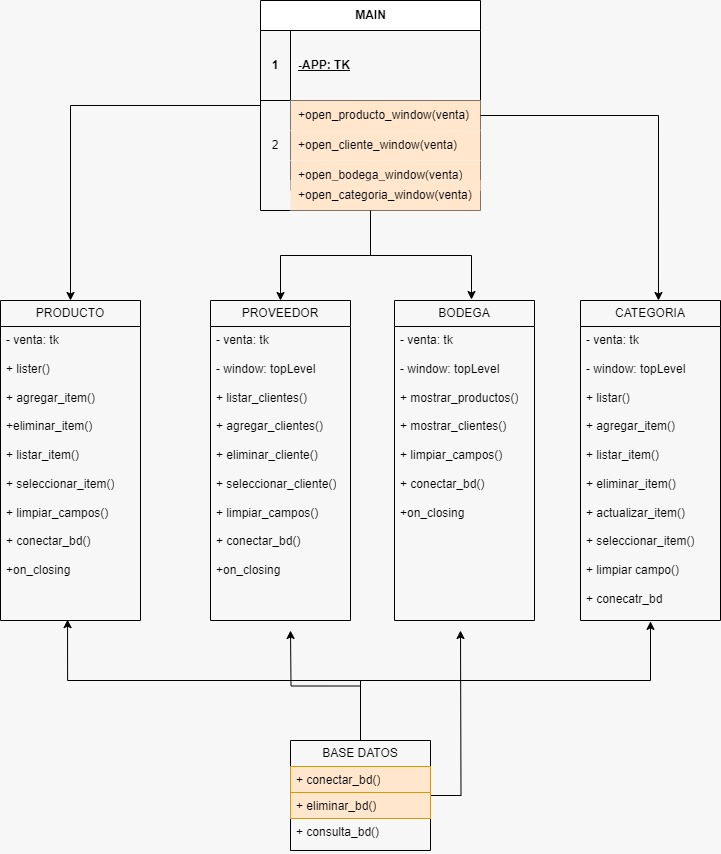 MAIN
1
-APP: TK
2
+open_producto_window(venta)
+open_cliente_window(venta)
+open_bodega_window(venta)
+open_categoria_window(venta)
PRODUCTO
- venta: tk
+ lister()
+ agregar_item()
+eliminar_item()
+ listar_item()
+ seleccionar_item()
+ limpiar_campos()
+ conectar_bd()
+on_closing
PROVEEDOR
- venta: tk
- window: topLevel
+ listar_clientes()
+ agregar_clientes()
+ eliminar_cliente()
+ seleccionar_cliente()
+ limpiar_campos()
+ conectar_bd()
+on_closing
BODEGA
- venta: tk
- window: topLevel
+ mostrar_productos()
+ mostrar_clientes()
+ limpiar_campos()
+ conectar_bd()
+on_closing
CATEGORIA
- venta: tk
- window: topLevel
+ listar()
+ agregar_item()
+ listar_item()
+ eliminar_item()
+ actualizar_item()
+ seleccionar_item()
+ limpiar campo()
+ conecatr_bd
BASE DATOS
+ conectar_bd()
+ eliminar_bd()
+ consulta_bd()